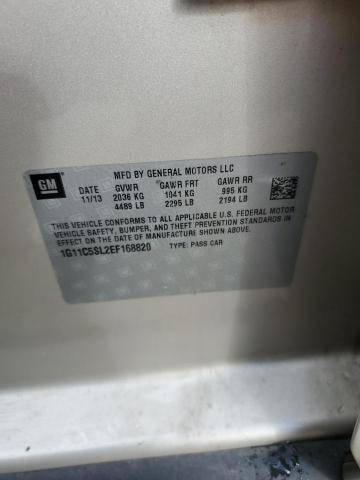 GM
MFD BY GENERAL MOTORS LLC
DATE GVWR GAWR FRT GAWR RR
11/13 2036 KG 1041 KG 995 KG
4489 LB 2295 LB 2194 LB
THIS VEHICLE CONFORMS TO ALL APPLICABLE U.S. FEDERAL MOTOR
VEHICLE SAFETY, BUMPER, AND THEFT PREVENTION STANDARDS IN
EFFECT ON THE DATE OF MANUFACTURE SHOWN ABOVE.
1G11C5SL2EF168820 TYPE: PASS CAR